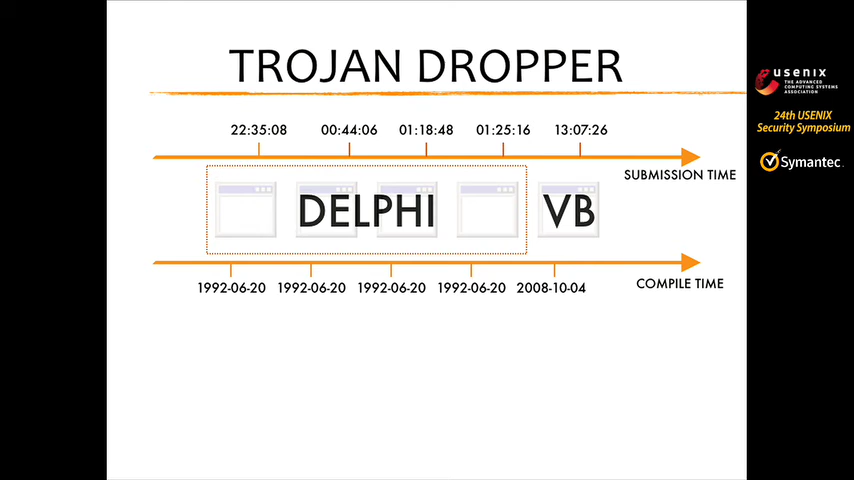 TROJAN DROPPER
22:35:08 00:44:06 01:18:48 01:25:16 13:07:26
SUBMISSION TIME
DELPHI VB
COMPILE TIME
1992-06-20 1992-06-20 1992-06-20 1992-06-20 2008-10-04
usenix
THE ADVANCED
COMPUTING SYSTEMS
ASSOCIATION
24th USENIX
Security Symposium
Symantec.